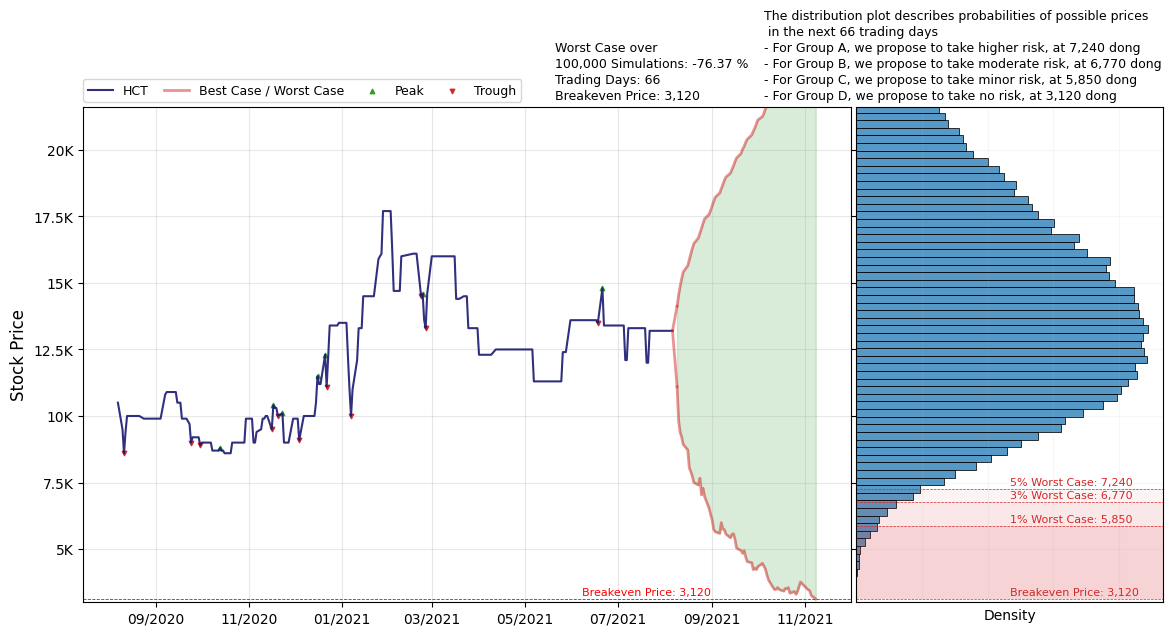 The distribution plot describes probabilities of possible prices
in the next 66 trading days
- For Group A, we propose to take higher risk, at 7,240 dong
- For Group B, we propose to take moderate risk, at 6,770 dong
- For Group C, we propose to take minor risk, at 5,850 dong
- For Group D, we propose to take no risk, at 3,120 dong
Worst Case over
100,000 Simulations: -76.37 %
Trading Days: 66
Breakeven Price: 3,120
HCT
Best Case / Worst Case
Peak
Trough
Stock Price
20K
17.5K
15K
12.5K
10K
7.5K
5K
Breakeven Price: 3,120
09/2020
11/2020
01/2021
03/2021
05/2021
07/2021
09/2021
11/2021
5% Worst Case: 7,240
3% Worst Case: 6,770
1% Worst Case: 5,850
Breakeven Price: 3,120
Density